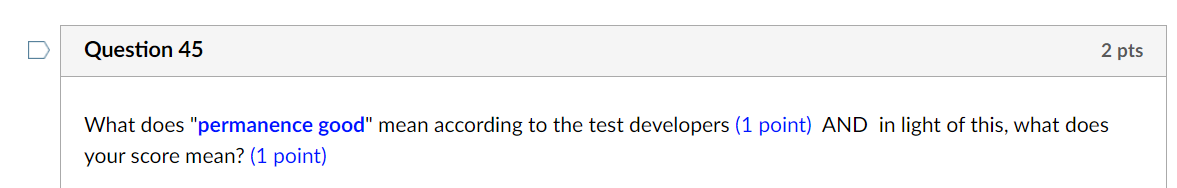 Question 45
2 pts
What does "permanence good" mean according to the test developers (1 point) AND in light of this, what does
your score mean? (1 point)